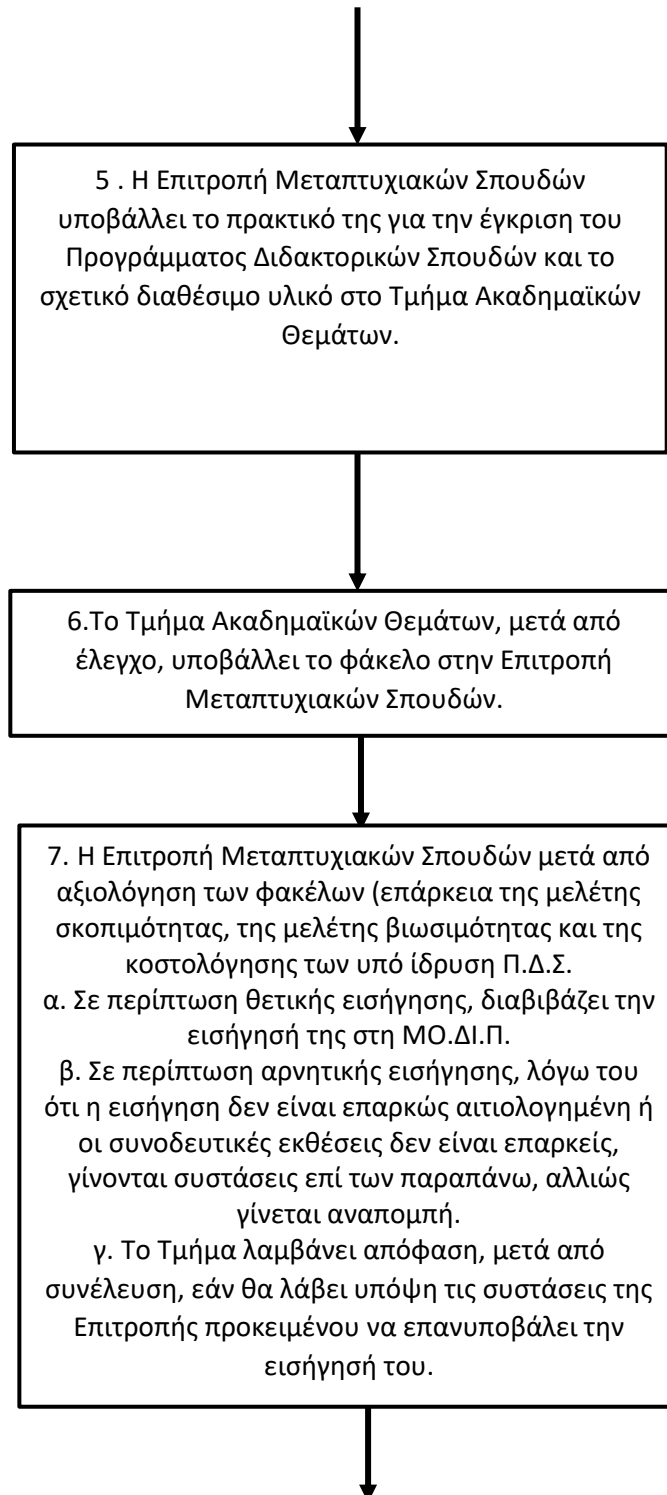 5 . Η Επιτροπή Μεταπτυχιακών Σπουδών
υποβάλλει το πρακτικό της για την έγκριση του
Προγράμματος Διδακτορικών Σπουδών και το
σχετικό διαθέσιμο υλικό στο Τμήμα Ακαδημαϊκών
Θεμάτων.
6.Το Τμήμα Ακαδημαϊκών Θεμάτων, μετά από
έλεγχο, υποβάλλει το φάκελο στην Επιτροπή
Μεταπτυχιακών Σπουδών.
7. Η Επιτροπή Μεταπτυχιακών Σπουδών μετά από
αξιολόγηση των φακέλων (επάρκεια της μελέτης
σκοπιμότητας, της μελέτης βιωσιμότητας και της
κοστολόγησης των υπό ίδρυση Π.Δ.Σ.
α. Σε περίπτωση θετικής εισήγησης, διαβιβάζει την
εισήγησή της στη ΜΟ.ΔΙ.Π.
β. Σε περίπτωση αρνητικής εισήγησης, λόγω του
ότι η εισήγηση δεν είναι επαρκώς αιτιολογημένη ή
οι συνοδευτικές εκθέσεις δεν είναι επαρκείς,
γίνονται συστάσεις επί των παραπάνω, αλλιώς
γίνεται αναπομπή.
γ. Το Τμήμα λαμβάνει απόφαση, μετά από
συνέλευση, εάν θα λάβει υπόψη τις συστάσεις της
Επιτροπής προκειμένου να επανυποβάλει την
εισήγησή του.